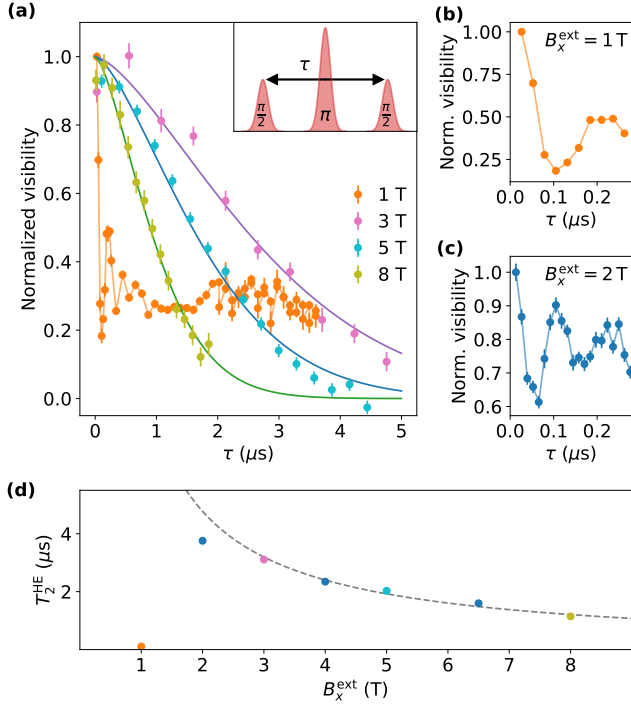 (a)
Normalized visibility
1.0
0.8
0.6
0.4
0.2
0.0
0
1
2
3
4
5
τ (μs)
τ
π/2
π
π/2
1 T
3 T
5 T
8 T
(b)
Norm. visibility
1.00
0.75
0.50
0.25
B_x^ext = 1 T
0.0
0.1
0.2
τ (μs)
(c)
Norm. visibility
1.0
0.9
0.8
0.7
0.6
B_x^ext = 2 T
0.0
0.1
0.2
τ (μs)
(d)
T_2^HE (μs)
4
2
1
2
3
4
5
6
7
8
B_x^ext (T)